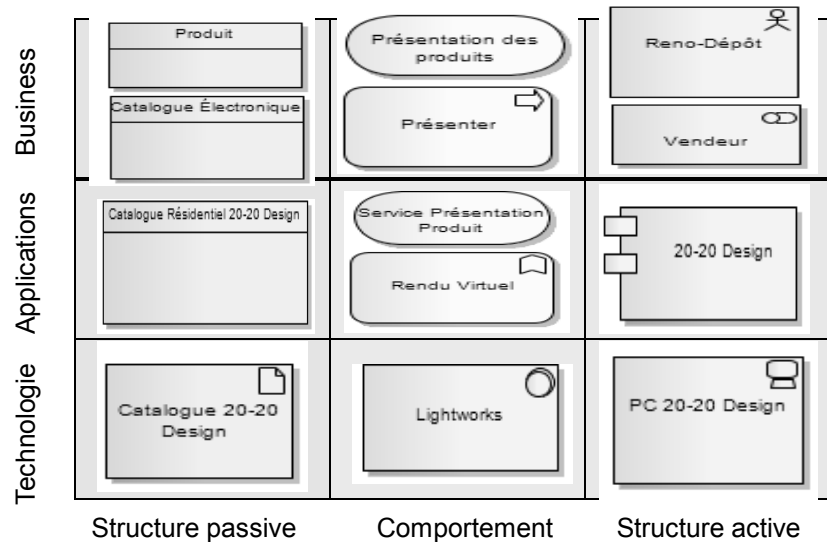 Business
Produit
Catalogue Électronique
Présentation des
produits
Présenter
Reno-Dépôt
Vendeur
Applications
Catalogue Résidentiel 20-20 Design
Service Présentation
Produit
Rendu Virtuel
20-20 Design
Technologie
Catalogue 20-20
Design
Lightworks
PC 20-20 Design
Structure passive
Comportement
Structure active